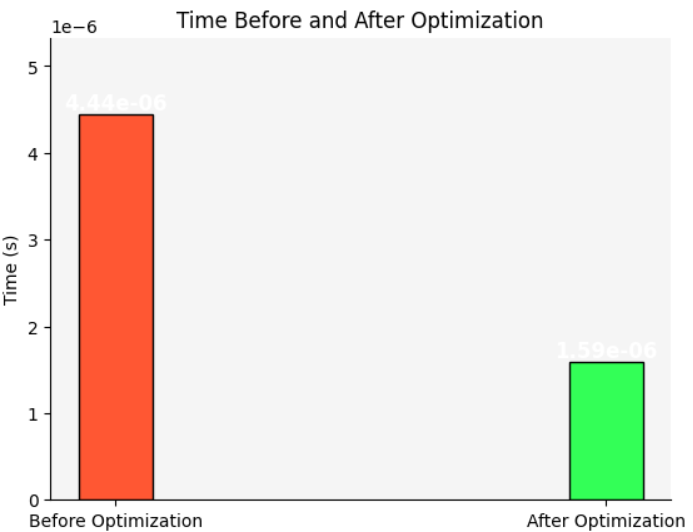 Time Before and After Optimization
1e−6
5
4
3
2
1
0
Time (s)
4.44e-06
1.59e-06
Before Optimization
After Optimization